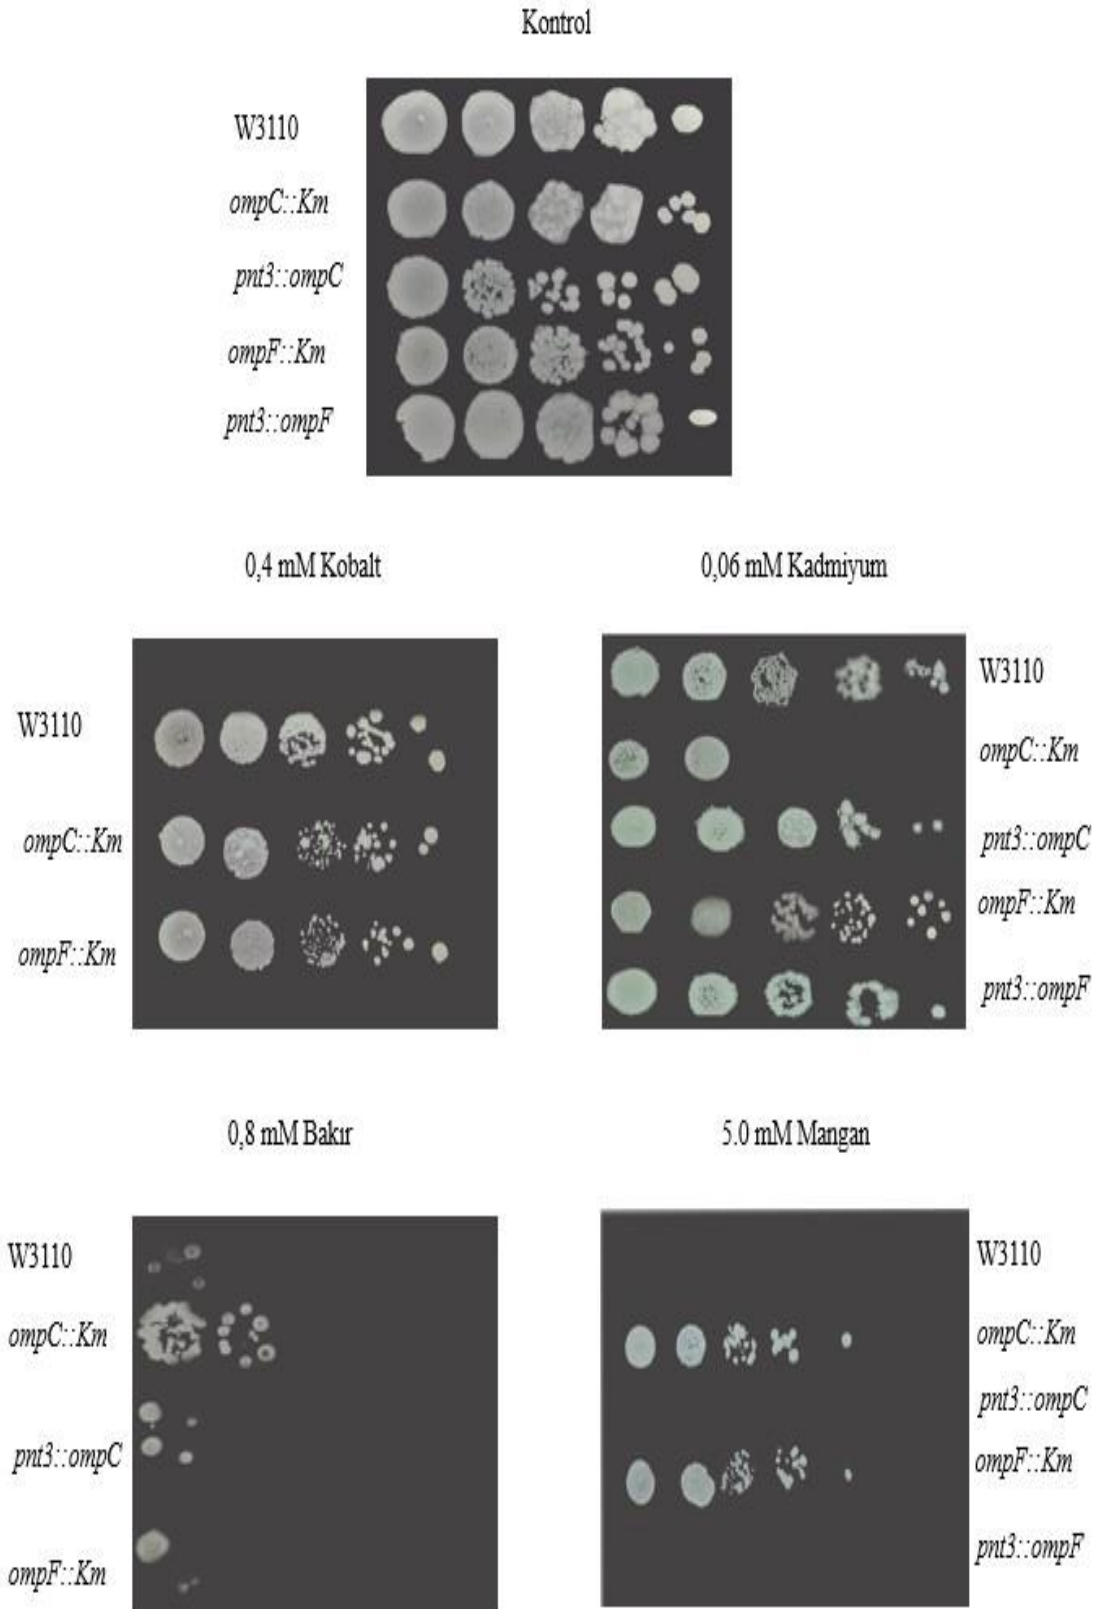 Kontrol
W3110
ompC::Km
pnt3::ompC
ompF::Km
pnt3::ompF
0,4 mM Kobalt
W3110
ompC::Km
ompF::Km
0,06 mM Kadmiyum
W3110
ompC::Km
pnt3::ompC
ompF::Km
pnt3::ompF
0,8 mM Bakır
W3110
ompC::Km
pnt3::ompC
ompF::Km
5.0 mM Mangan
W3110
ompC::Km
pnt3::ompC
ompF::Km
pnt3::ompF